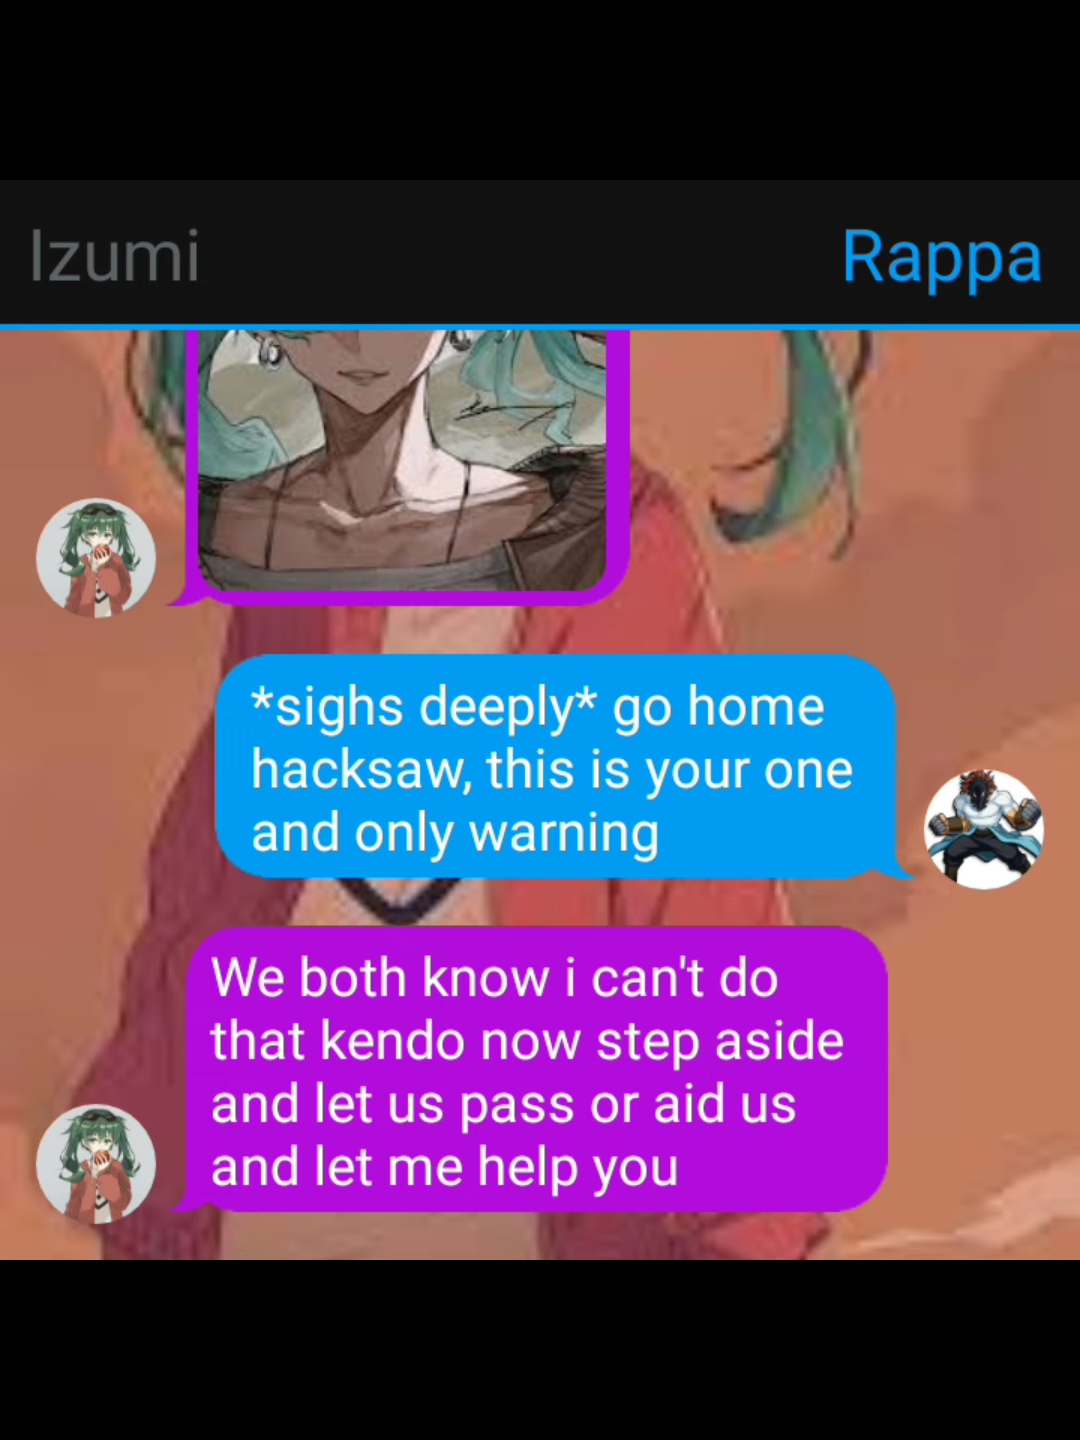 Izumi
Rappa
*sighs deeply* go home
hacksaw, this is your one
and only warning
We both know i can't do
that kendo now step aside
and let us pass or aid us
and let me help you